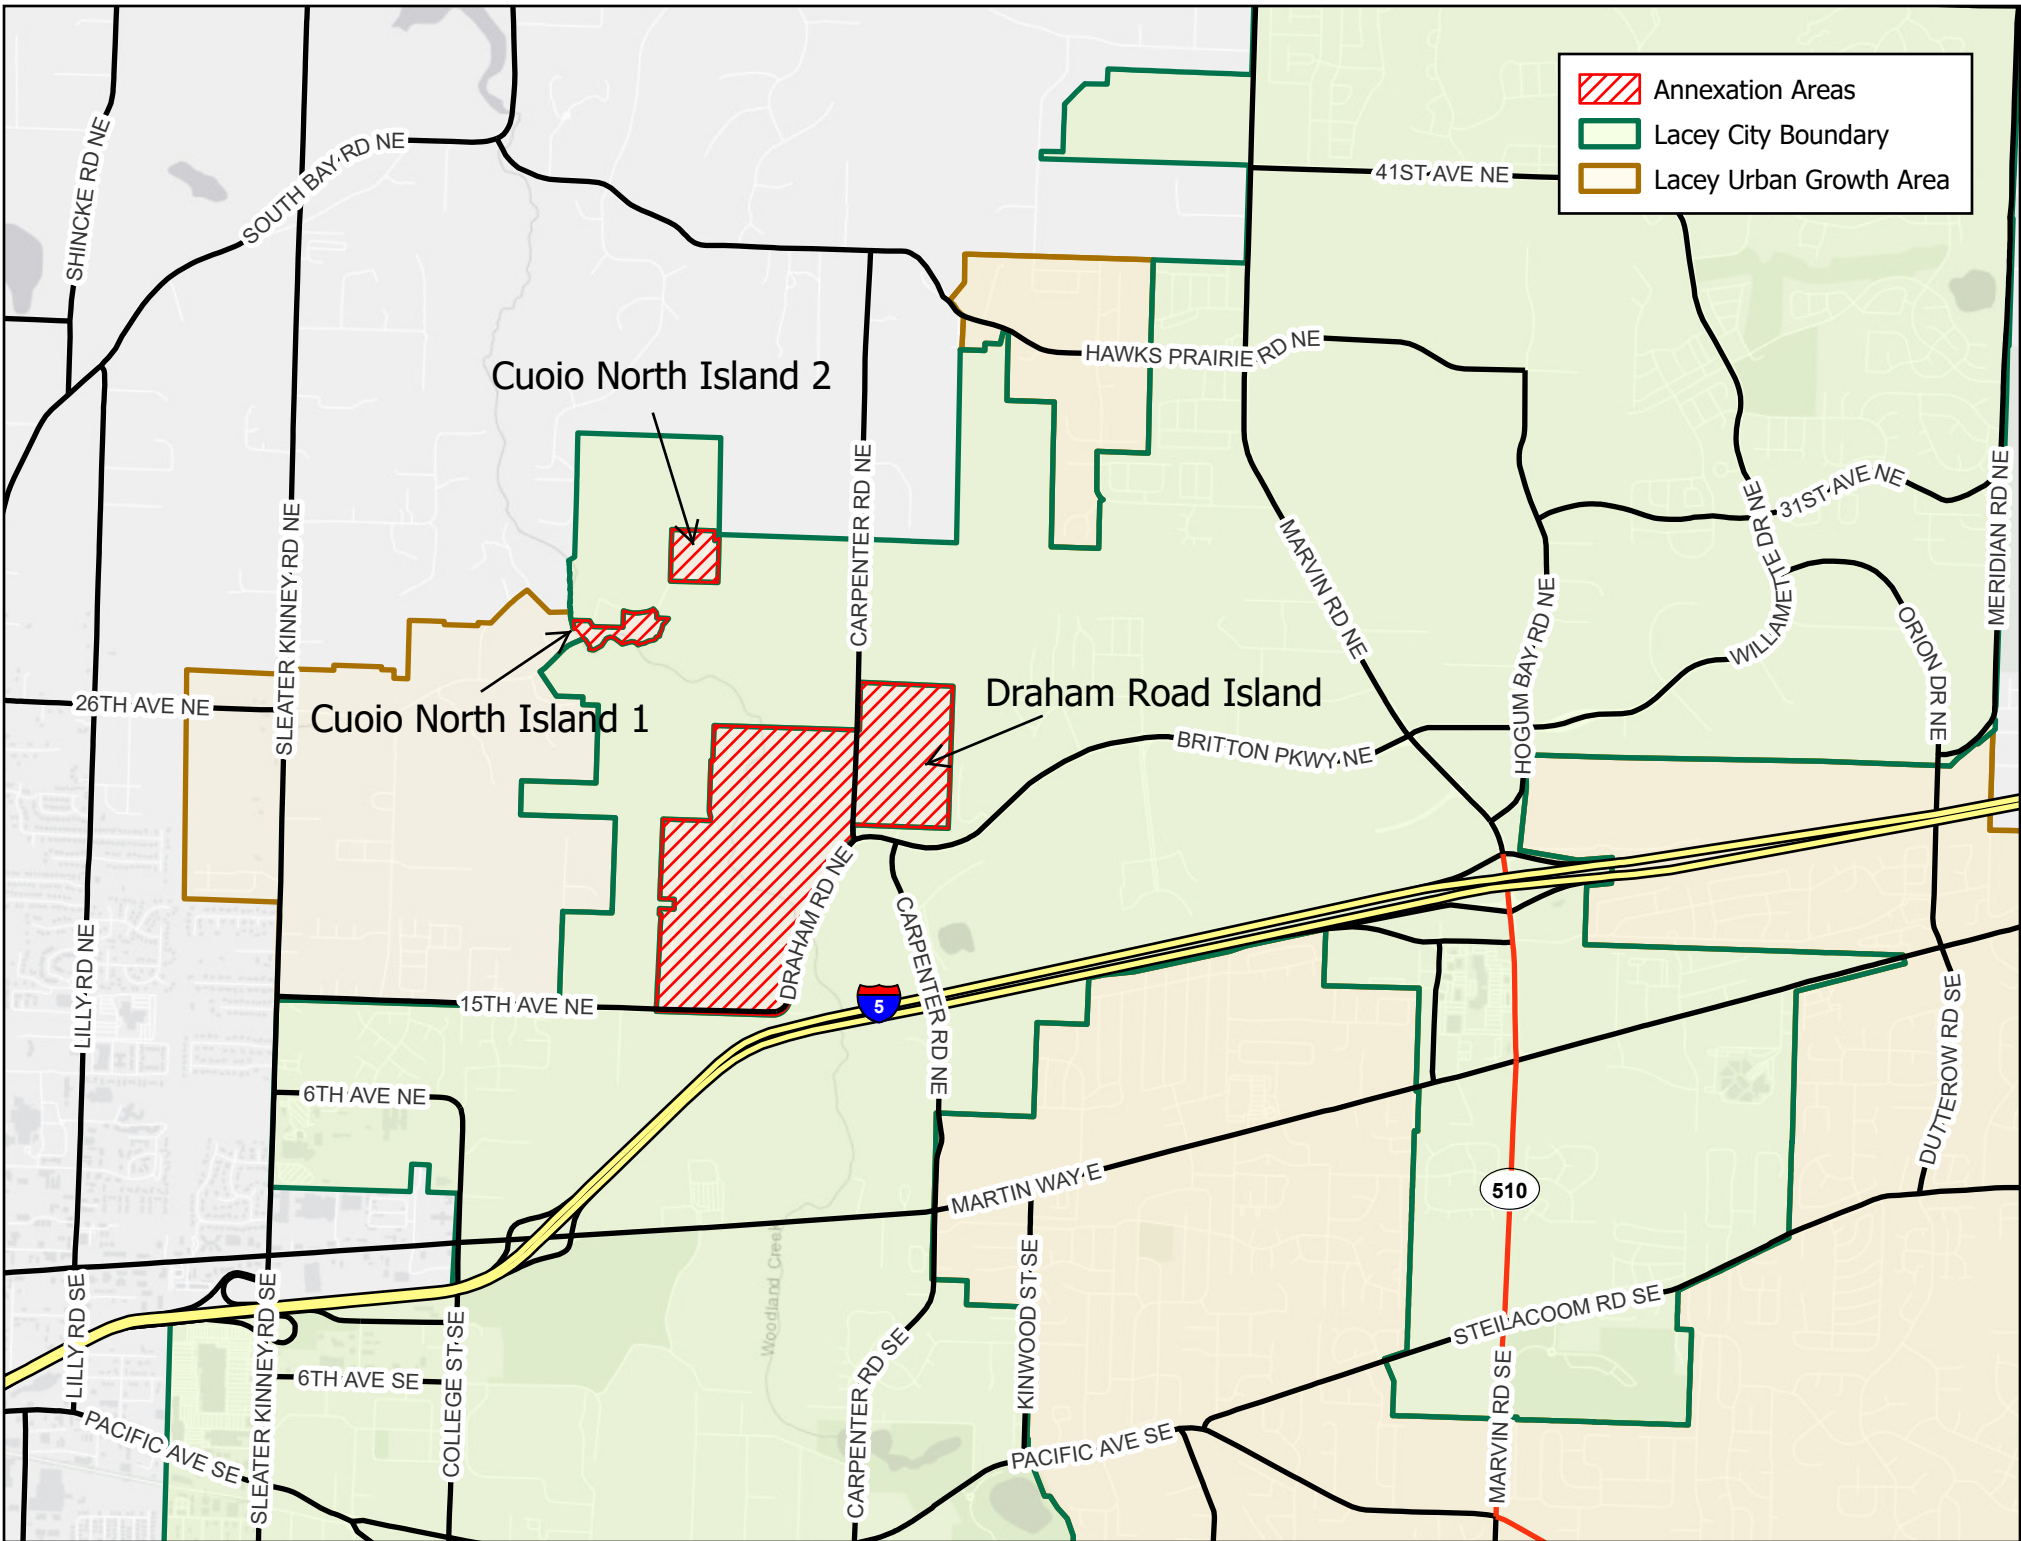 Annexation Areas
Lacey City Boundary
Lacey Urban Growth Area
SHINCKE RD NE
SOUTH BAY RD NE
41ST AVE NE
HAWKS PRAIRIE RD NE
Cuoio North Island 2
CARPENTER RD NE
SLEATER KINNEY RD NE
MARVIN RD NE
WILLAMETTE DR NE
31ST AVE NE
MERIDIAN RD NE
HOGUM BAY RD NE
ORION DR NE
26TH AVE NE
Cuoio North Island 1
Draham Road Island
BRITTON PKWY NE
DRAHAM RD NE
CARPENTER RD NE
LILLY RD NE
15TH AVE NE
5
6TH AVE NE
DUTTEROW RD SE
MARTIN WAY E
510
Woodland Creek
KINWOOD ST SE
STEILACOOM RD SE
LILLY RD SE
SLEATER KINNEY RD SE
COLLEGE ST SE
6TH AVE SE
CARPENTER RD SE
MARVIN RD SE
PACIFIC AVE SE
PACIFIC AVE SE